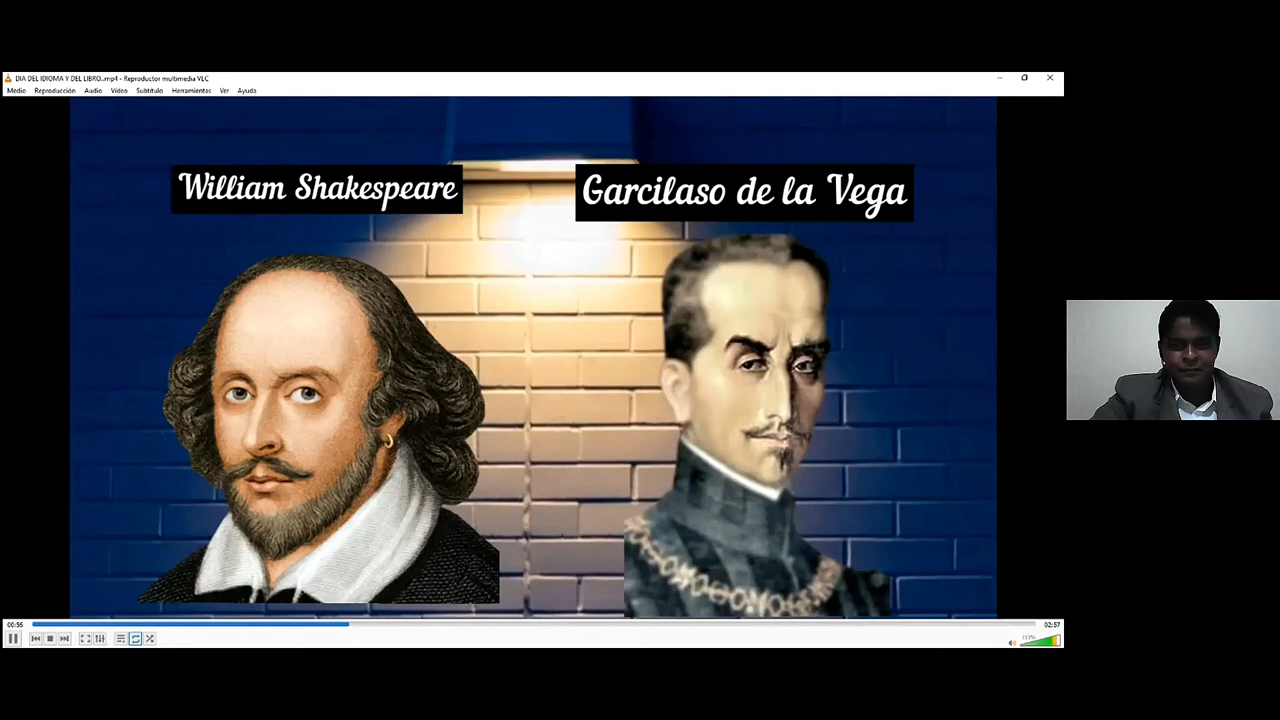 DIA DEL IDIOMA Y DEL LIBRO..mp4 - Reproductor multimedia VLC
Medio Reproducción Audio Vídeo Subtítulo Herramientas Ver Ayuda
William Shakespeare
Garcilaso de la Vega
00:56
02:57